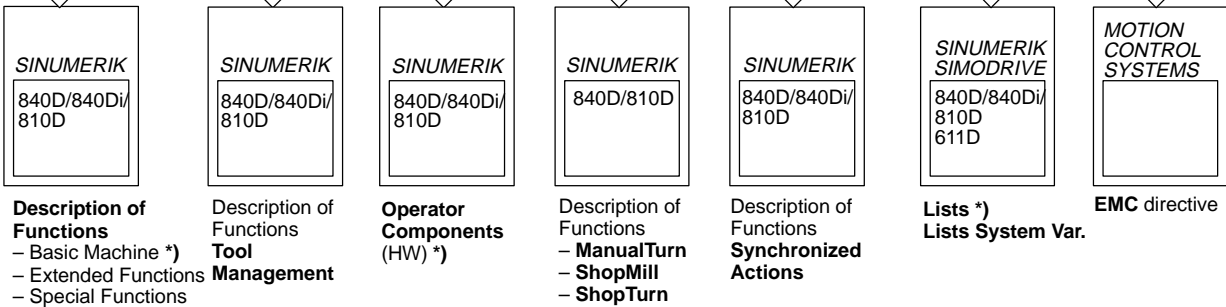 SINUMERIK
840D/840Di/
810D
Description of
Functions
– Basic Machine *)
– Extended Functions
– Special Functions
SINUMERIK
840D/840Di/
810D
Description of
Functions
Tool
Management
SINUMERIK
840D/840Di/
810D
Operator
Components
(HW) *)
SINUMERIK
840D/810D
Description of
Functions
– ManualTurn
– ShopMill
– ShopTurn
SINUMERIK
840D/840Di/
810D
Description of
Functions
Synchronized
Actions
SINUMERIK
SIMODRIVE
840D/840Di/
810D
611D
Lists *)
Lists System Var.
MOTION
CONTROL
SYSTEMS
EMC directive